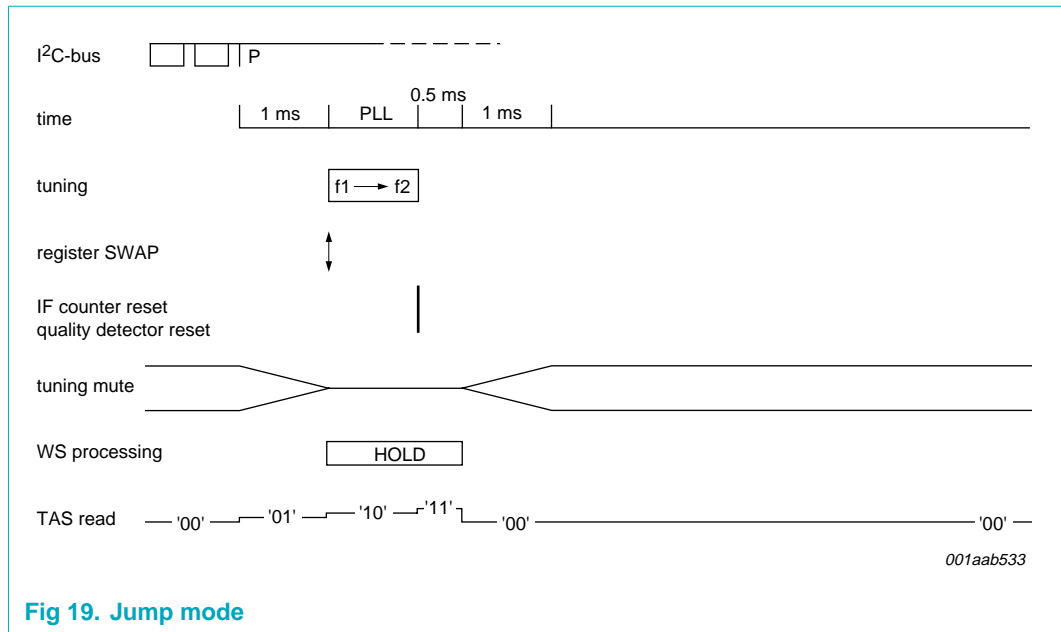 I²C-bus P
time 1 ms PLL 0.5 ms 1 ms
tuning f1 → f2
register SWAP
IF counter reset
quality detector reset
tuning mute
WS processing HOLD
TAS read '00' '01' '10' '11' '00' '00'
001aab533
Fig 19. Jump mode